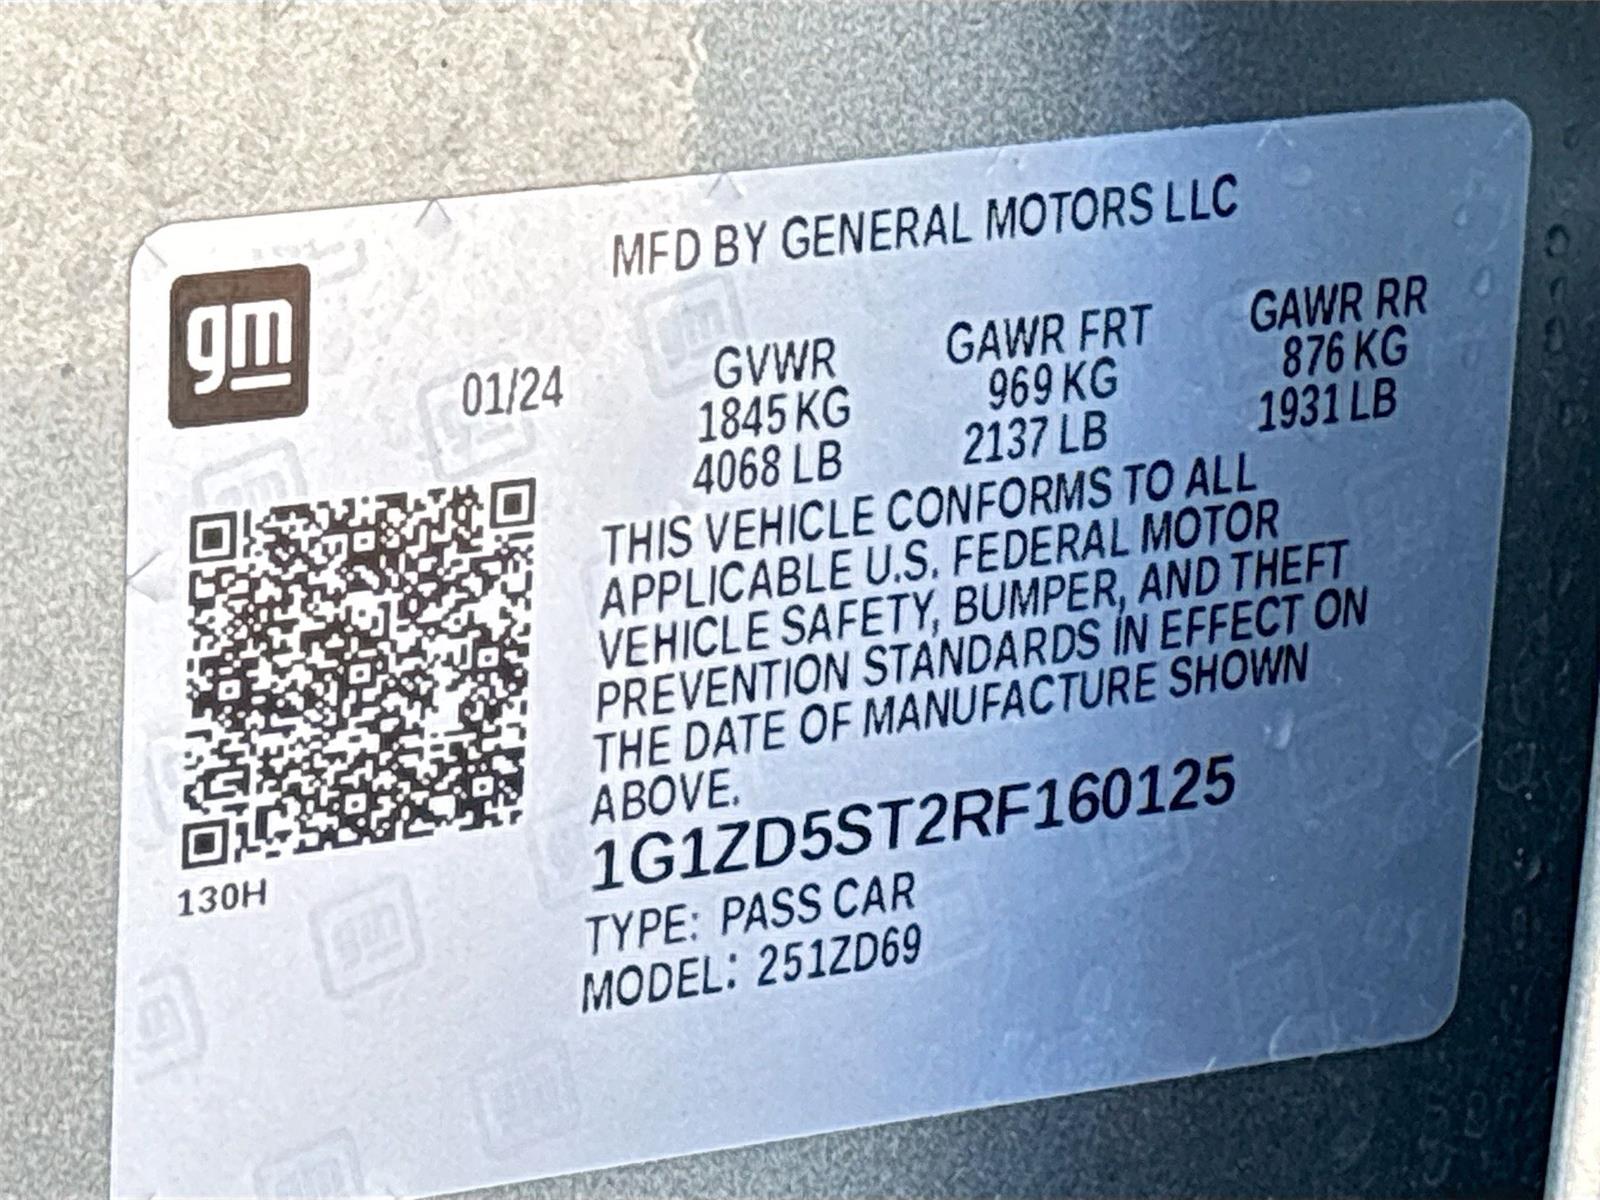 MFD BY GENERAL MOTORS LLC
gm
01/24
GVWR
1845 KG
4068 LB
GAWR FRT
969 KG
2137 LB
GAWR RR
876 KG
1931 LB
THIS VEHICLE CONFORMS TO ALL
APPLICABLE U.S. FEDERAL MOTOR
VEHICLE SAFETY, BUMPER, AND THEFT
PREVENTION STANDARDS IN EFFECT ON
THE DATE OF MANUFACTURE SHOWN
ABOVE.
1G1ZD5ST2RF160125
130H
TYPE: PASS CAR
MODEL: 251ZD69